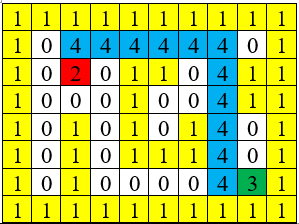 1 1 1 1 1 1 1 1 1 1
1 0 4 4 4 4 4 4 0 1
1 0 2 0 1 1 0 4 1 1
1 0 0 0 1 0 0 4 1 1
1 0 1 0 1 0 1 4 0 1
1 0 1 0 1 1 1 4 0 1
1 0 1 0 0 0 0 4 3 1
1 1 1 1 1 1 1 1 1 1